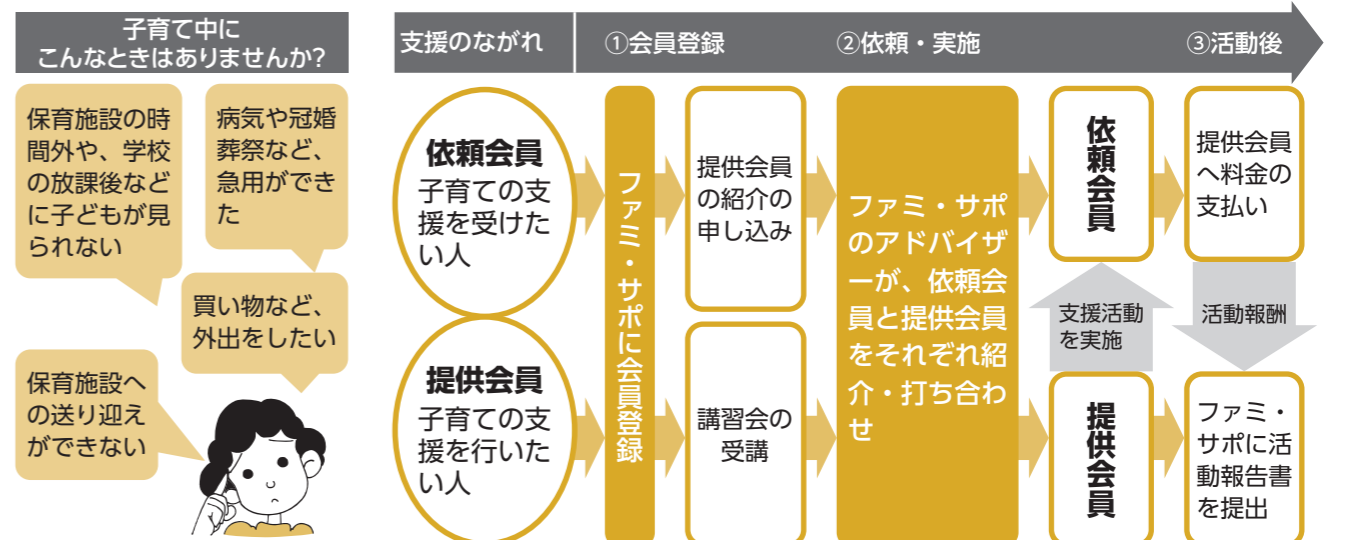 子育て中に
こんなときはありませんか?
保育施設の時
間外や、学校
の放課後など
に子どもが見
られない
病気や冠婚
葬祭など、
急用ができ
た
買い物など、
外出をしたい
保育施設へ
の送り迎え
ができない
支援のながれ
①会員登録
②依頼・実施
③活動後
依頼会員
子育ての支
援を受けた
い人
提供会員
子育ての支
援を行いた
い人
ファミ・サポに会員登録
提供会員
の紹介の
申し込み
講習会の
受講
ファミ・サポ
のアドバイザ
ーが、依頼会
員と提供会員
をそれぞれ紹
介・打ち合わ
せ
依頼会員
支援活動
を実施
提供会員
提供会員
へ料金の
支払い
活動報酬
ファミ・
サポに活
動報告書
を提出